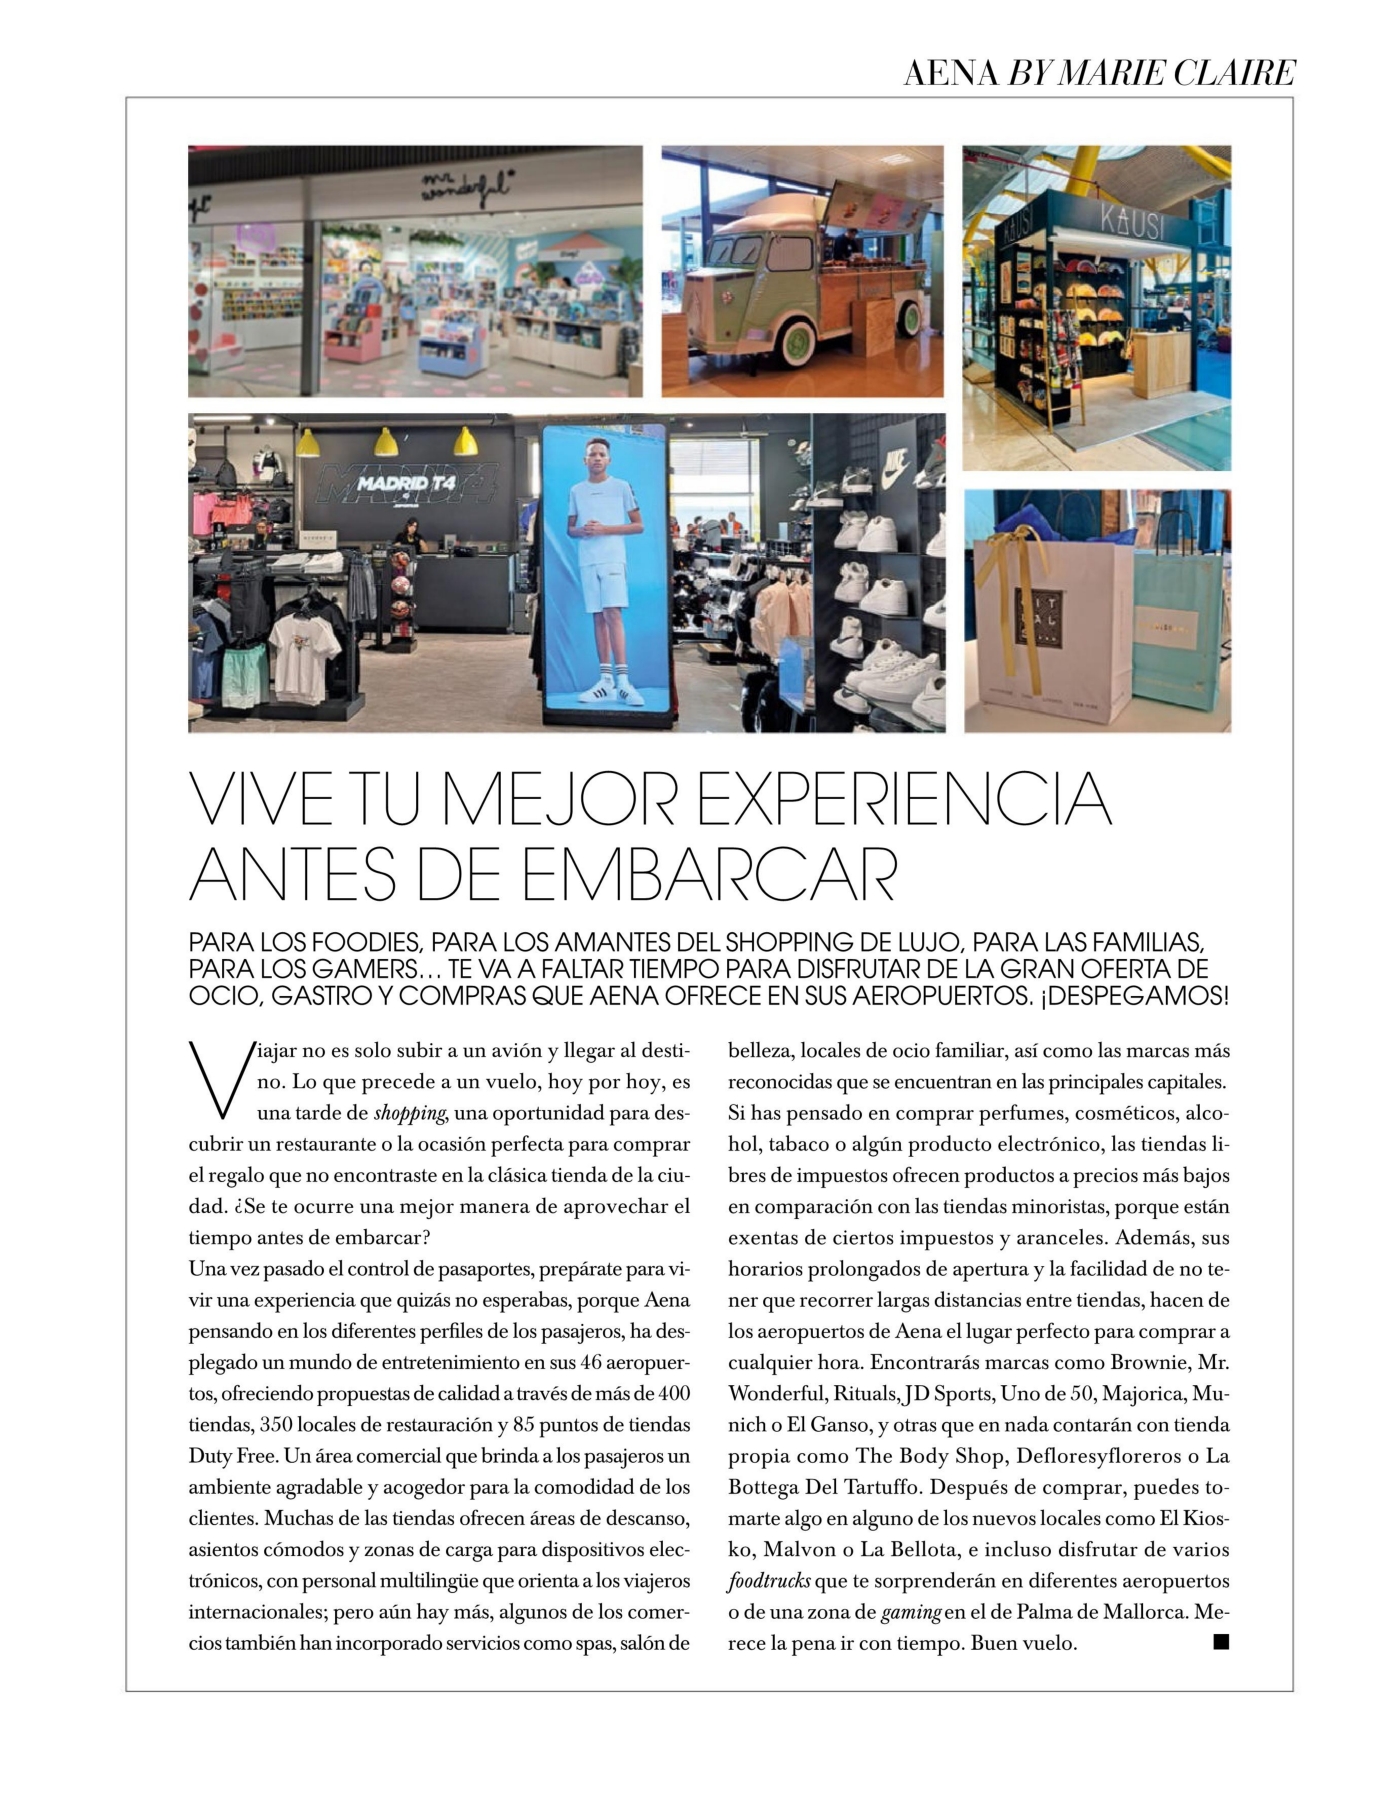 AENA BY MARIE CLAIRE
mr.
wonderful*
KAUSI
KAUSI
MADRID T4
NIKE
RIT
UAL
S...
VIVE TU MEJOR EXPERIENCIA
ANTES DE EMBARCAR
PARA LOS FOODIES, PARA LOS AMANTES DEL SHOPPING DE LUJO, PARA LAS FAMILIAS,
PARA LOS GAMERS... TE VA A FALTAR TIEMPO PARA DISFRUTAR DE LA GRAN OFERTA DE
OCIO, GASTRO Y COMPRAS QUE AENA OFRECE EN SUS AEROPUERTOS. ¡DESPEGAMOS!
Viajar no es solo subir a un avión y llegar al desti-
no. Lo que precede a un vuelo, hoy por hoy, es
una tarde de shopping, una oportunidad para des-
cubrir un restaurante o la ocasión perfecta para comprar
el regalo que no encontraste en la clásica tienda de la ciu-
dad. ¿Se te ocurre una mejor manera de aprovechar el
tiempo antes de embarcar?
Una vez pasado el control de pasaportes, prepárate para vi-
vir una experiencia que quizás no esperabas, porque Aena
pensando en los diferentes perfiles de los pasajeros, ha des-
plegado un mundo de entretenimiento en sus 46 aeropuer-
tos, ofreciendo propuestas de calidad a través de más de 400
tiendas, 350 locales de restauración y 85 puntos de tiendas
Duty Free. Un área comercial que brinda a los pasajeros un
ambiente agradable y acogedor para la comodidad de los
clientes. Muchas de las tiendas ofrecen áreas de descanso,
asientos cómodos y zonas de carga para dispositivos elec-
trónicos, con personal multilingüe que orienta a los viajeros
internacionales; pero aún hay más, algunos de los comer-
cios también han incorporado servicios como spas, salón de
belleza, locales de ocio familiar, así como las marcas más
reconocidas que se encuentran en las principales capitales.
Si has pensado en comprar perfumes, cosméticos, alco-
hol, tabaco o algún producto electrónico, las tiendas li-
bres de impuestos ofrecen productos a precios más bajos
en comparación con las tiendas minoristas, porque están
exentas de ciertos impuestos y aranceles. Además, sus
horarios prolongados de apertura y la facilidad de no te-
ner que recorrer largas distancias entre tiendas, hacen de
los aeropuertos de Aena el lugar perfecto para comprar a
cualquier hora. Encontrarás marcas como Brownie, Mr.
Wonderful, Rituals, JD Sports, Uno de 50, Majorica, Mu-
nich o El Ganso, y otras que en nada contarán con tienda
propia como The Body Shop, Defloresyfloreros o La
Bottega Del Tartuffo. Después de comprar, puedes to-
marte algo en alguno de los nuevos locales como El Kios-
ko, Malvon o La Bellota, e incluso disfrutar de varios
foodtrucks que te sorprenderán en diferentes aeropuertos
o de una zona de gaming en el de Palma de Mallorca. Me-
rece la pena ir con tiempo. Buen vuelo.